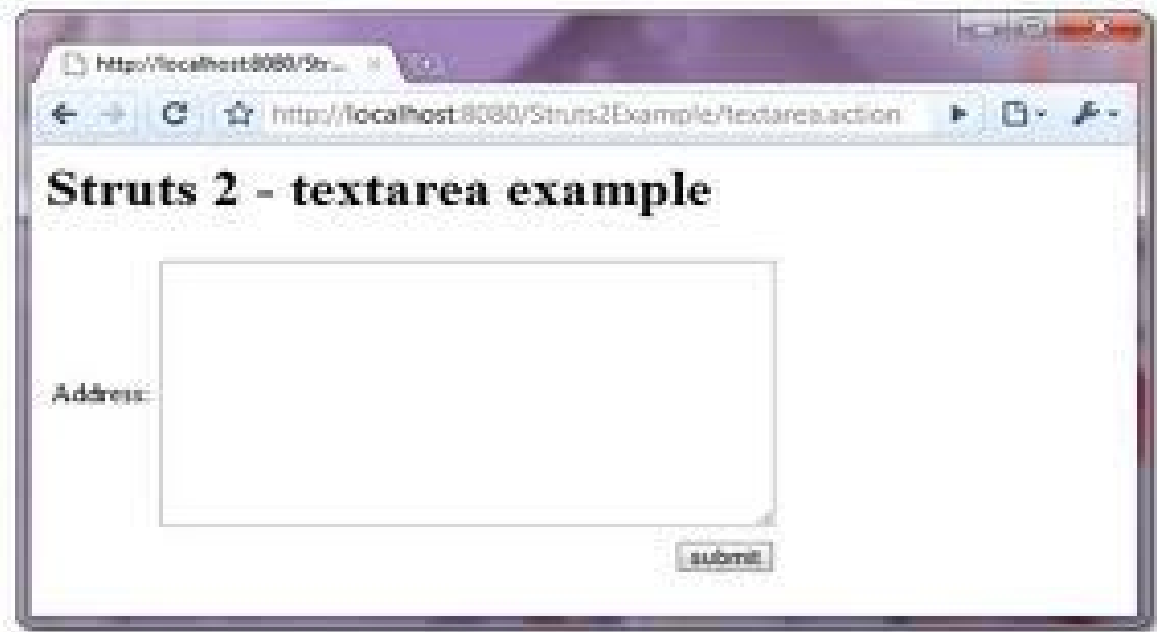 http://localhost:8080/Str...
http://localhost:8080/Struts2Example/textarea.action
Struts 2 - textarea example
Address:
submit